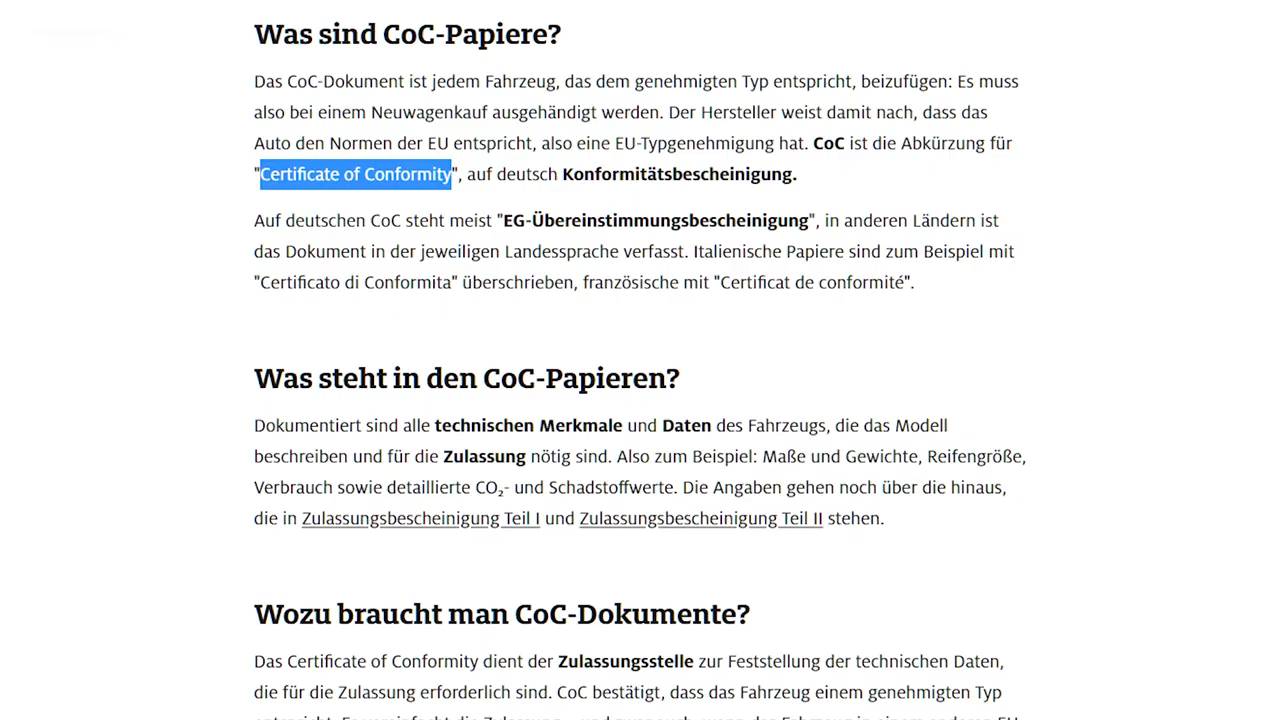 Was sind CoC-Papiere?
Das CoC-Dokument ist jedem Fahrzeug, das dem genehmigten Typ entspricht, beizufügen: Es muss
also bei einem Neuwagenkauf ausgehändigt werden. Der Hersteller weist damit nach, dass das
Auto den Normen der EU entspricht, also eine EU-Typgenehmigung hat. CoC ist die Abkürzung für
"Certificate of Conformity", auf deutsch Konformitätsbescheinigung.
Auf deutschen CoC steht meist "EG-Übereinstimmungsbescheinigung", in anderen Ländern ist
das Dokument in der jeweiligen Landessprache verfasst. Italienische Papiere sind zum Beispiel mit
"Certificato di Conformita" überschrieben, französische mit "Certificat de conformité".
Was steht in den CoC-Papieren?
Dokumentiert sind alle technischen Merkmale und Daten des Fahrzeugs, die das Modell
beschreiben und für die Zulassung nötig sind. Also zum Beispiel: Maße und Gewichte, Reifengröße,
Verbrauch sowie detaillierte CO₂- und Schadstoffwerte. Die Angaben gehen noch über die hinaus,
die in Zulassungsbescheinigung Teil I und Zulassungsbescheinigung Teil II stehen.
Wozu braucht man CoC-Dokumente?
Das Certificate of Conformity dient der Zulassungsstelle zur Feststellung der technischen Daten,
die für die Zulassung erforderlich sind. CoC bestätigt, dass das Fahrzeug einem genehmigten Typ